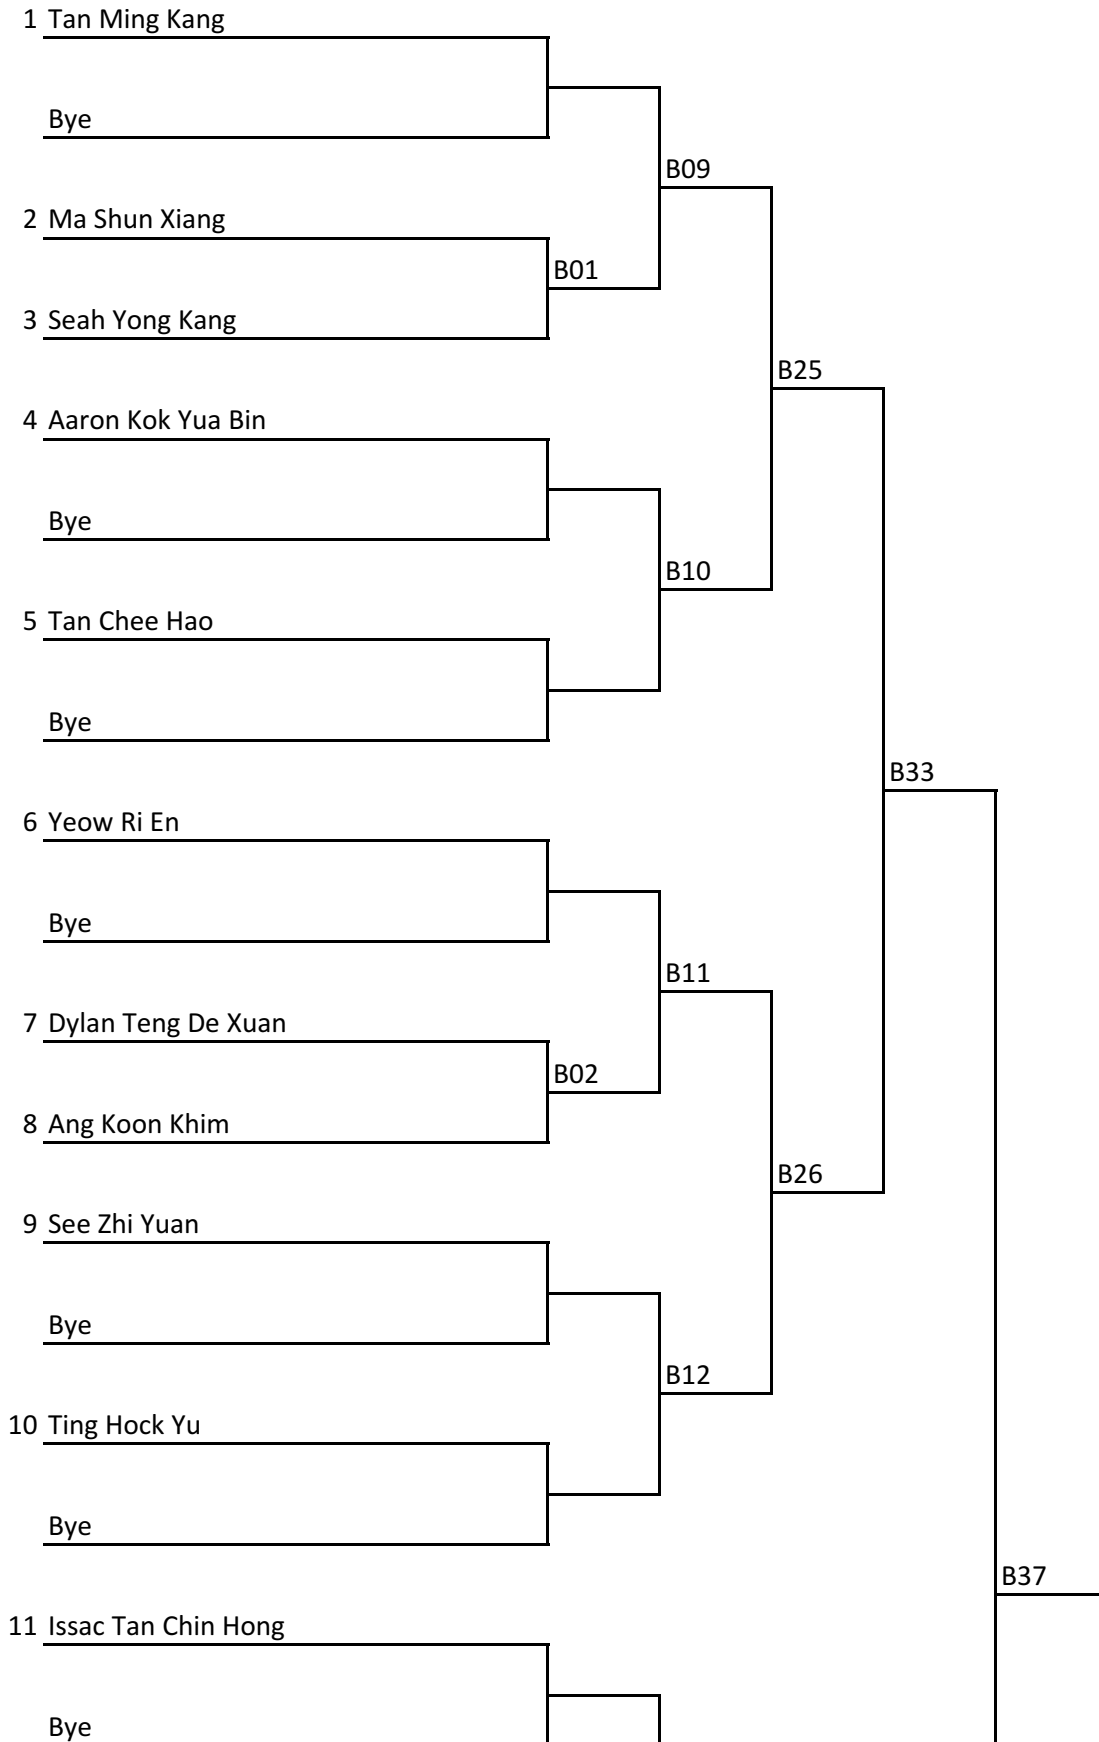 1 Tan Ming Kang
Bye
B09
2 Ma Shun Xiang
B01
3 Seah Yong Kang
B25
4 Aaron Kok Yua Bin
Bye
B10
5 Tan Chee Hao
Bye
B33
6 Yeow Ri En
Bye
B11
7 Dylan Teng De Xuan
B02
8 Ang Koon Khim
B26
9 See Zhi Yuan
Bye
B12
10 Ting Hock Yu
Bye
B37
11 Issac Tan Chin Hong
Bye